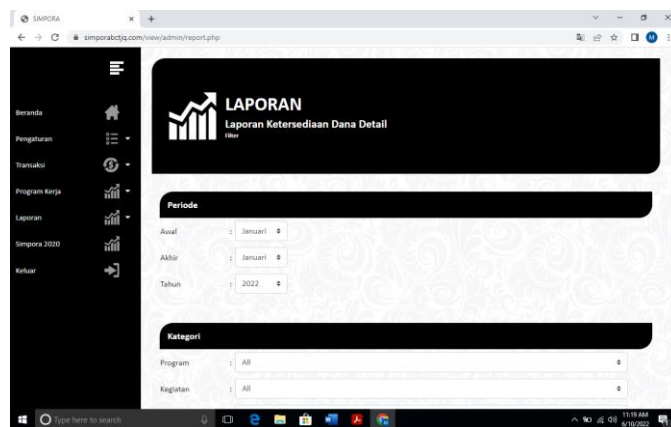 SIMPORA
simporabctjq.com/view/admin/report.php
M
LAPORAN
Laporan Ketersediaan Dana Detail
Filter
Beranda
Pengaturan
Transaksi
Program Kerja
Laporan
Simpora 2020
Keluar
Periode
Awal : Januari
Akhir : Januari
Tahun : 2022
Kategori
Program : All
Kegiatan : All
Type here to search
11:19 AM
6/10/2022